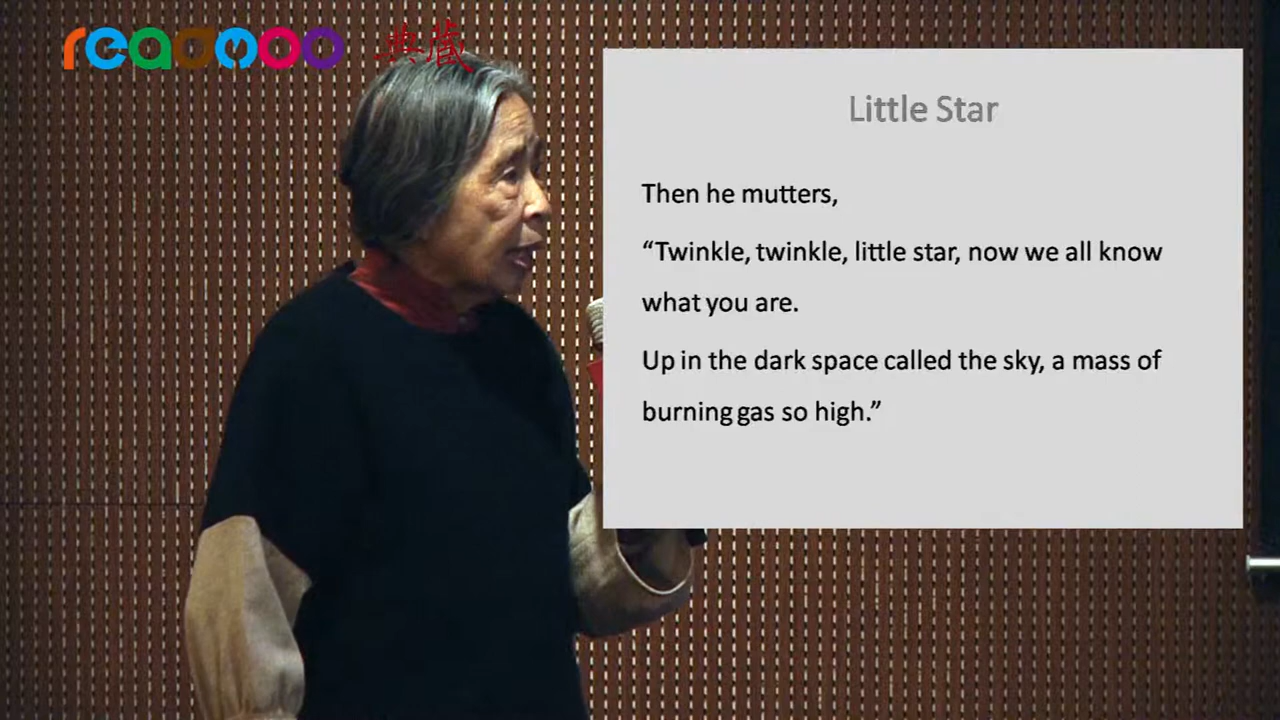 readmoo 典藏
Little Star
Then he mutters,
“Twinkle, twinkle, little star, now we all know
what you are.
Up in the dark space called the sky, a mass of
burning gas so high.”